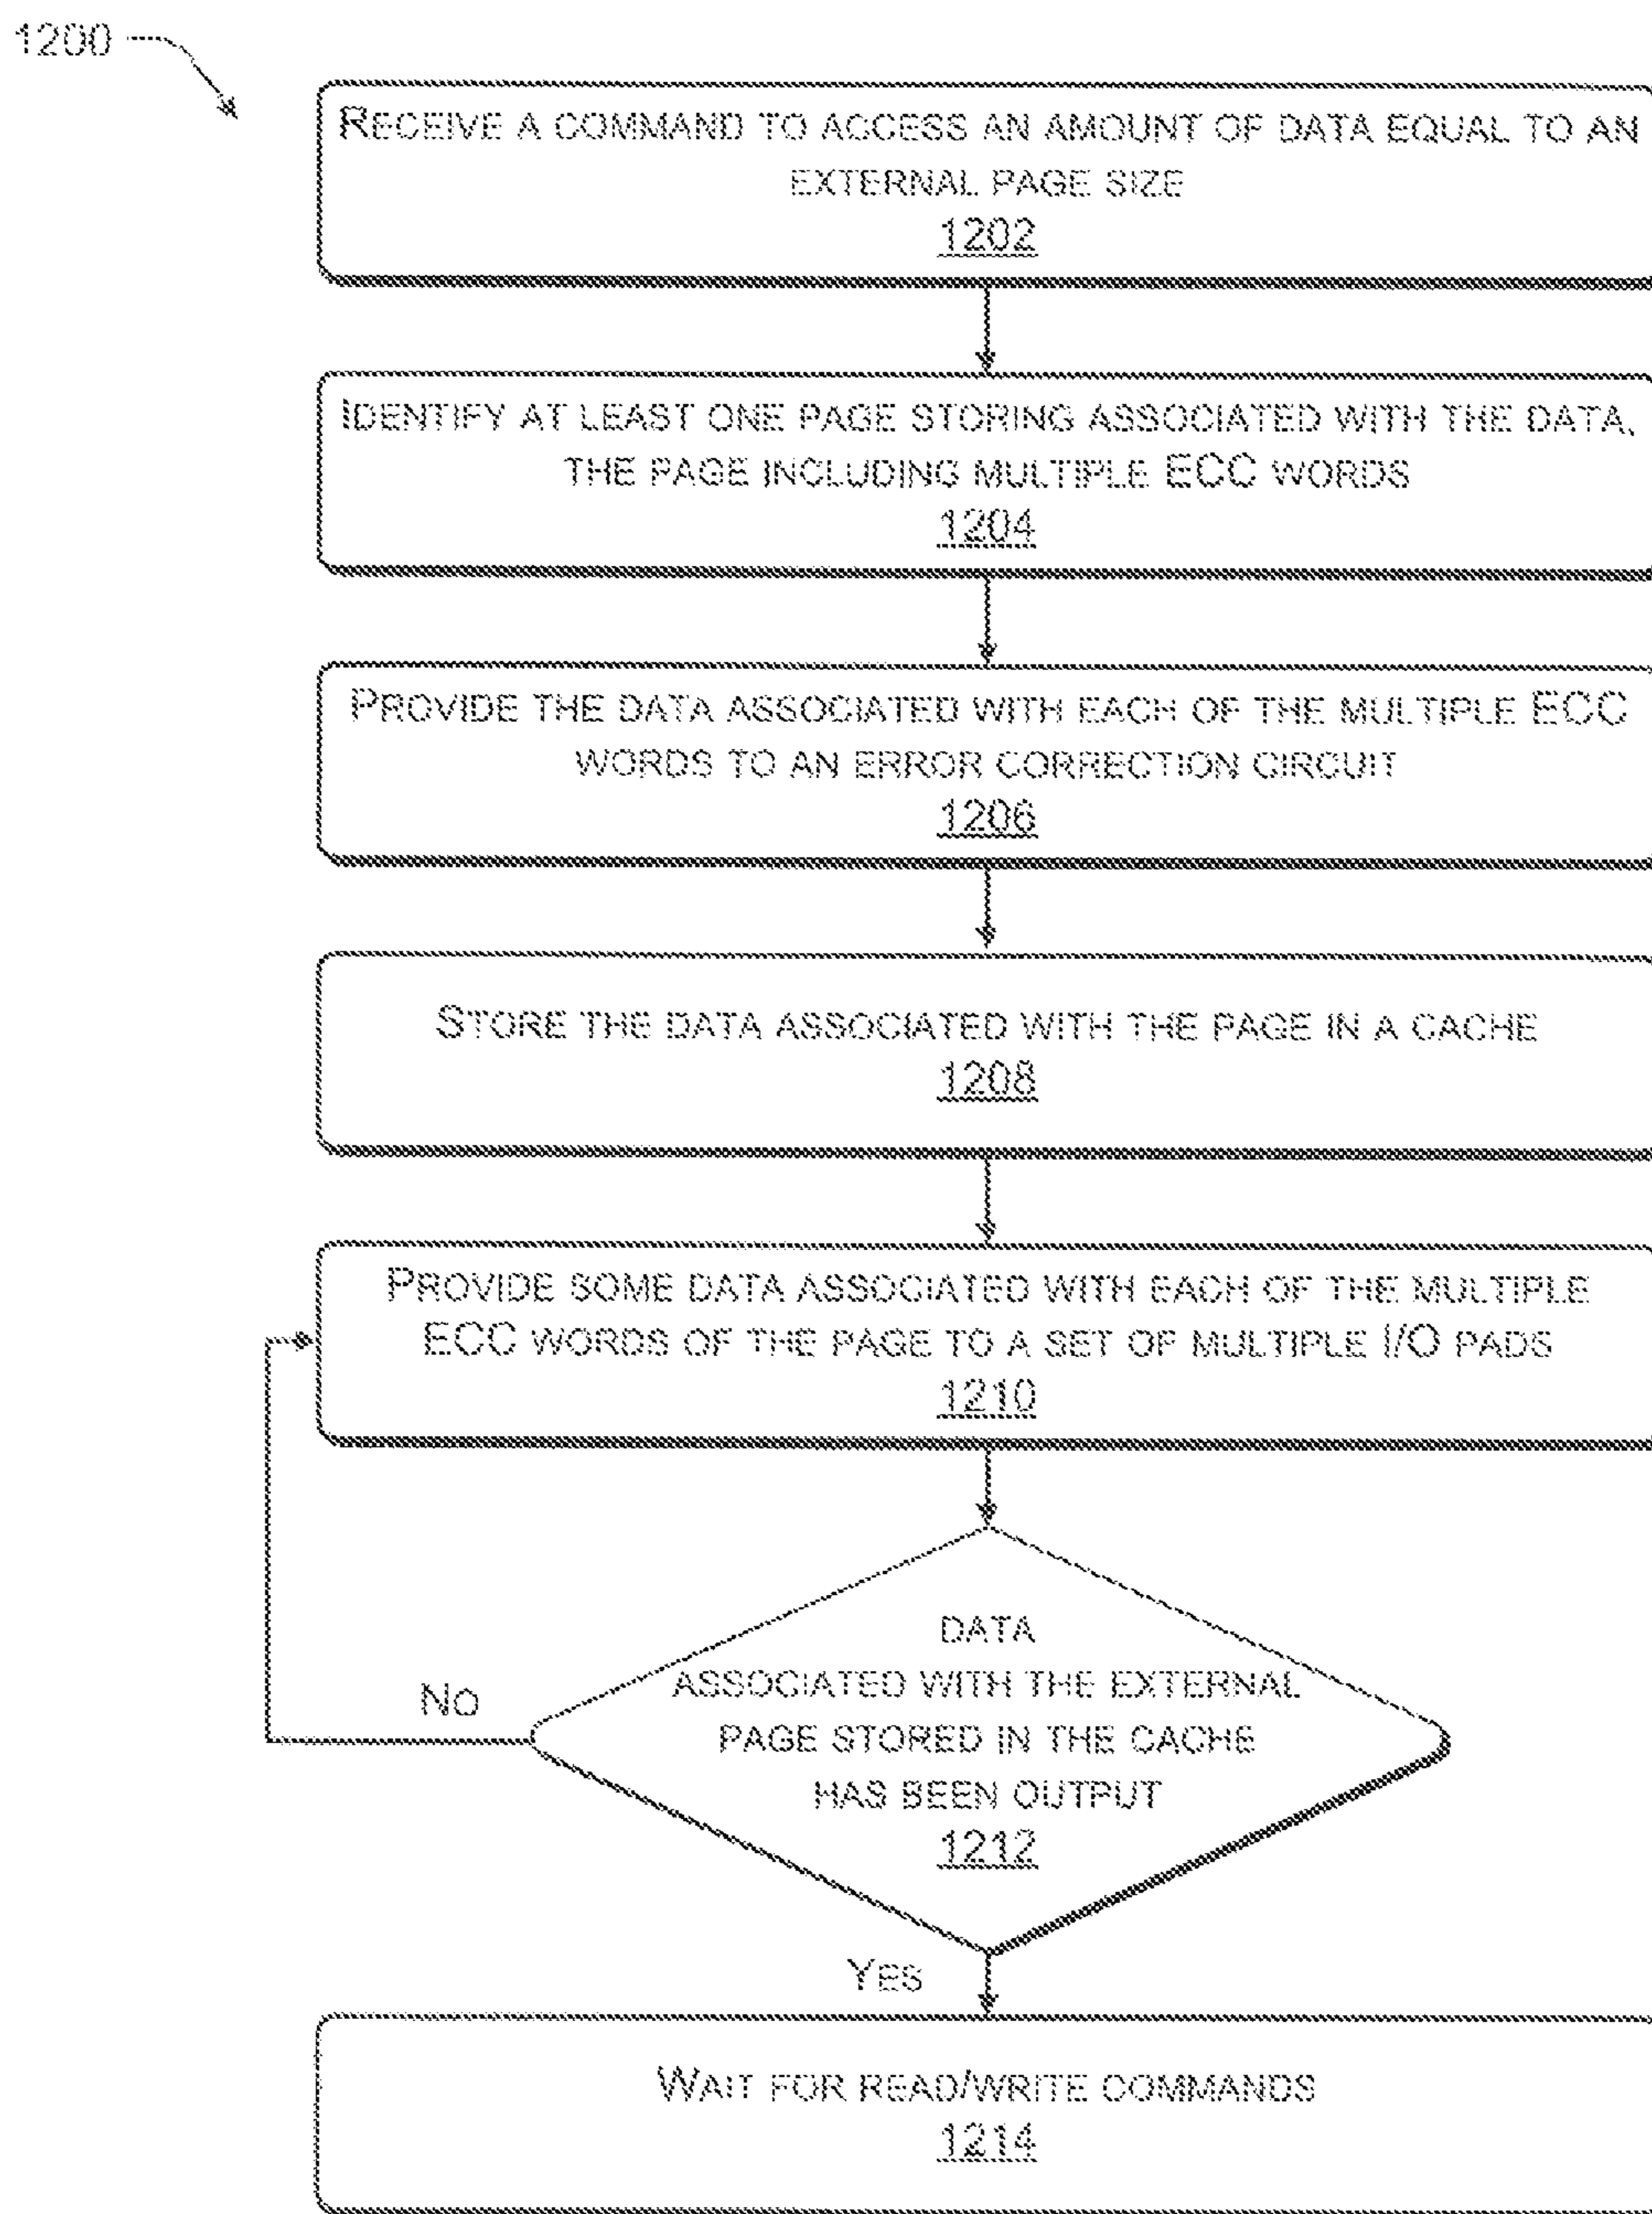 1200
RECEIVE A COMMAND TO ACCESS AN AMOUNT OF DATA EQUAL TO AN
EXTERNAL PAGE SIZE
1202
IDENTIFY AT LEAST ONE PAGE STORING ASSOCIATED WITH THE DATA,
THE PAGE INCLUDING MULTIPLE ECC WORDS
1204
PROVIDE THE DATA ASSOCIATED WITH EACH OF THE MULTIPLE ECC
WORDS TO AN ERROR CORRECTION CIRCUIT
1206
STORE THE DATA ASSOCIATED WITH THE PAGE IN A CACHE
1208
PROVIDE SOME DATA ASSOCIATED WITH EACH OF THE MULTIPLE
ECC WORDS OF THE PAGE TO A SET OF MULTIPLE I/O PADS
1210
DATA
ASSOCIATED WITH THE EXTERNAL
PAGE STORED IN THE CACHE
HAS BEEN OUTPUT
1212
NO
YES
WAIT FOR READ/WRITE COMMANDS
1214